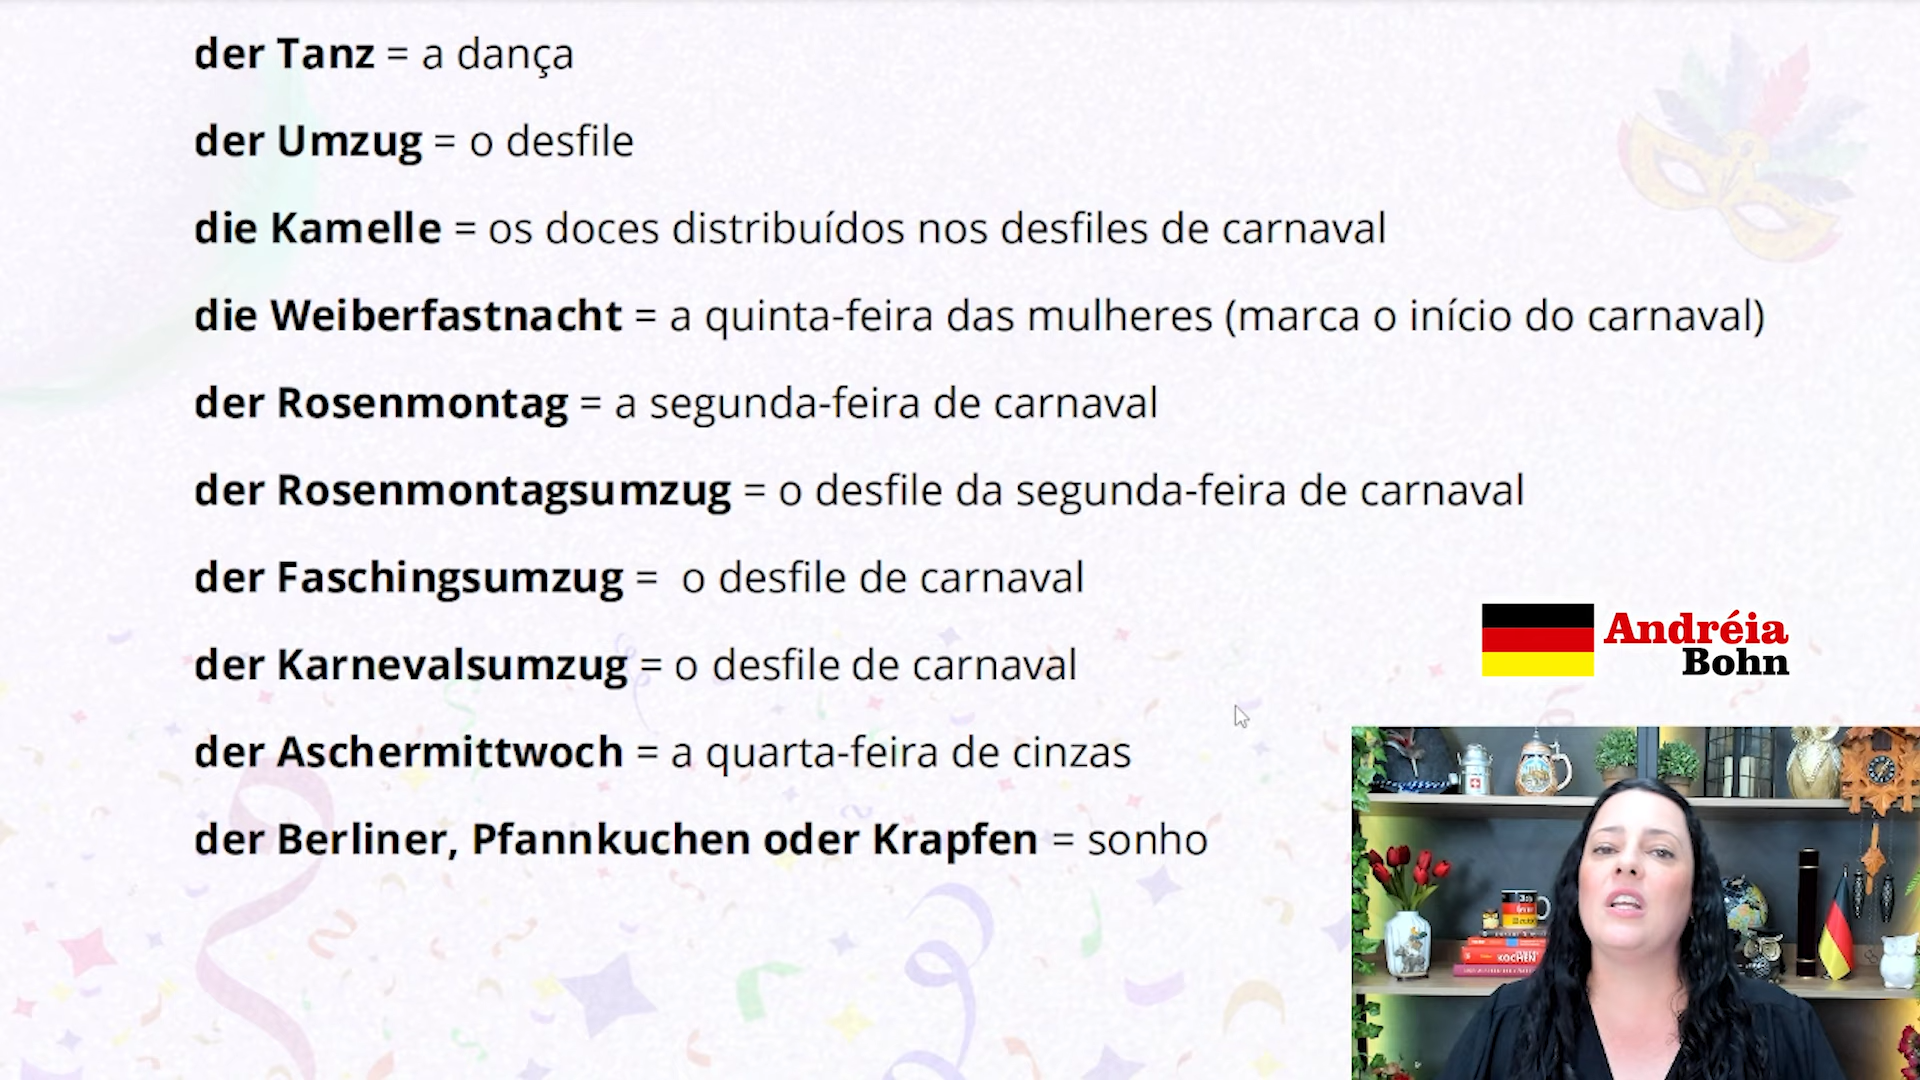 der Tanz = a dança
der Umzug = o desfile
die Kamelle = os doces distribuídos nos desfiles de carnaval
die Weiberfastnacht = a quinta-feira das mulheres (marca o início do carnaval)
der Rosenmontag = a segunda-feira de carnaval
der Rosenmontagsumzug = o desfile da segunda-feira de carnaval
der Faschingsumzug = o desfile de carnaval
der Karnevalsumzug = o desfile de carnaval
der Aschermittwoch = a quarta-feira de cinzas
der Berliner, Pfannkuchen oder Krapfen = sonho
Andréia
Bohn
KOCHEN